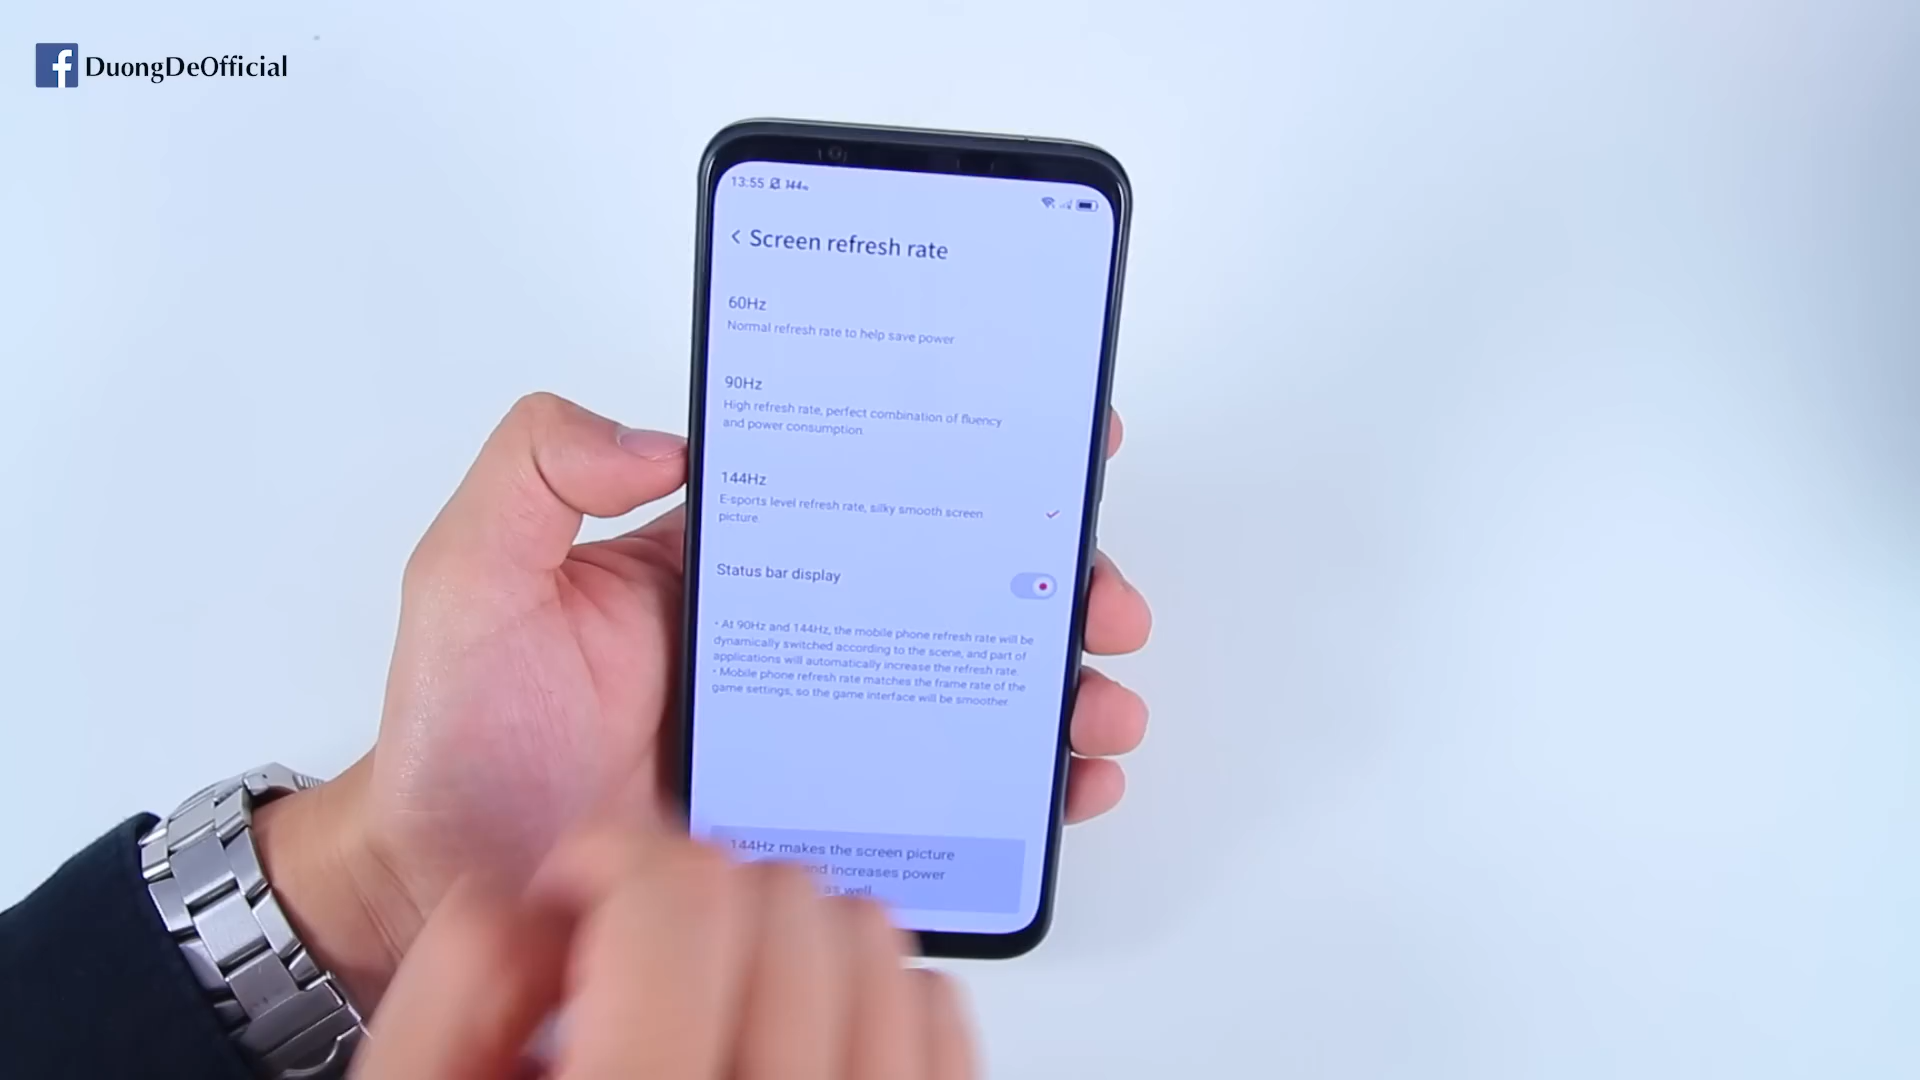 DuongDeOfficial
13:55 144Hz
Screen refresh rate
60Hz
Normal refresh rate to help save power
90Hz
High refresh rate, perfect combination of fluency
and power consumption
144Hz
E-sports level refresh rate, silky smooth screen
picture
Status bar display
• At 90Hz and 144Hz, the mobile phone refresh rate will be
dynamically switched according to the scene, and part of
applications will automatically increase the refresh rate.
• Mobile phone refresh rate matches the frame rate of the
game settings, so the game interface will be smoother
144Hz makes the screen picture
and increases power
as well